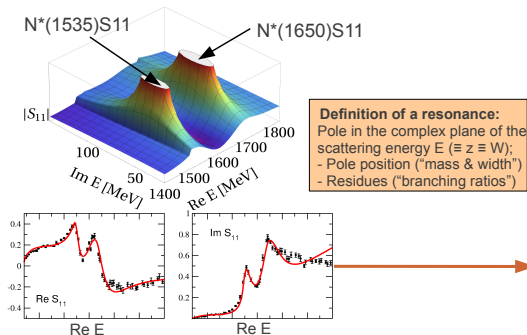 N*(1535)S11
N*(1650)S11
|S11|
100
50
Im E [MeV]
1400
1500
1600
1700
1800
Re E [MeV]
Definition of a resonance:
Pole in the complex plane of the
scattering energy E (≡ z ≡ W);
- Pole position (“mass & width”)
- Residues (“branching ratios”)
0.4
0.2
0
-0.2
-0.4
Re S11
Re E
1
0.8
0.6
0.4
0.2
0
Im S11
Re E